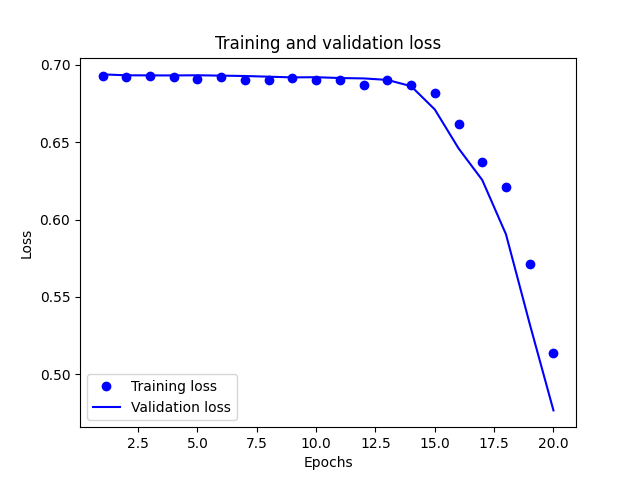 Training and validation loss
0.70
0.65
0.60
0.55
0.50
Loss
Training loss
Validation loss
2.5 5.0 7.5 10.0 12.5 15.0 17.5 20.0
Epochs